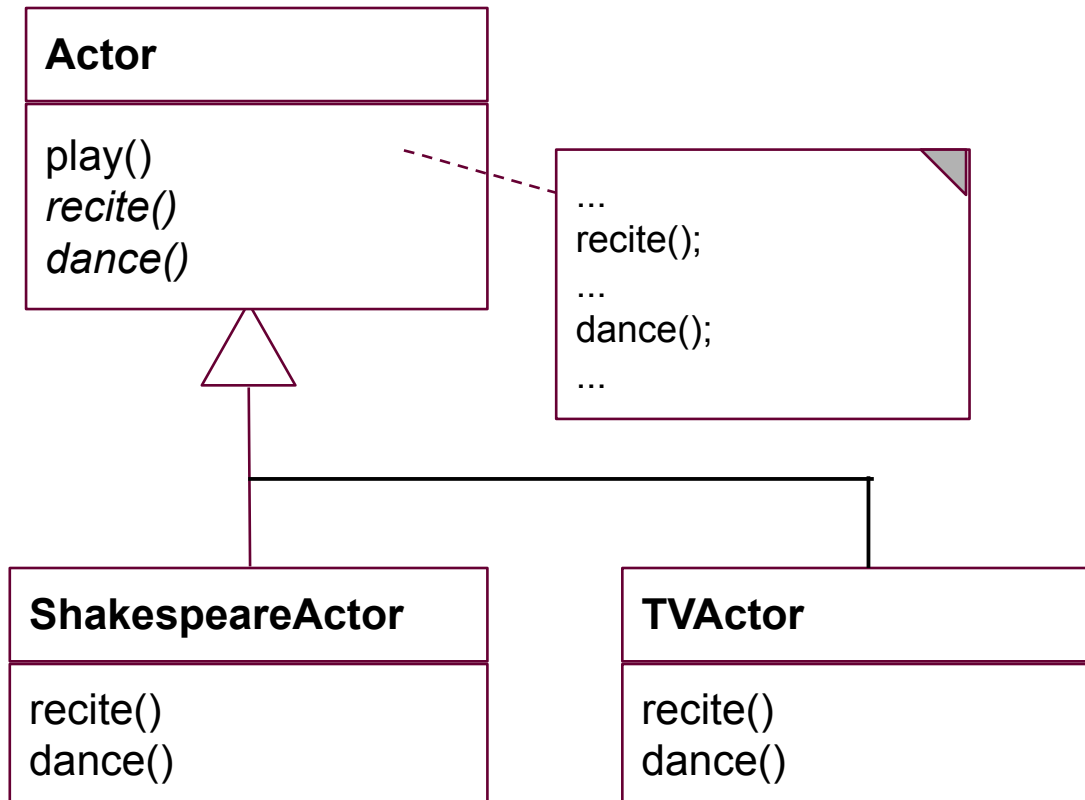 Actor
play()
recite()
dance()
...
recite();
...
dance();
...
ShakespeareActor
recite()
dance()
TVActor
recite()
dance()